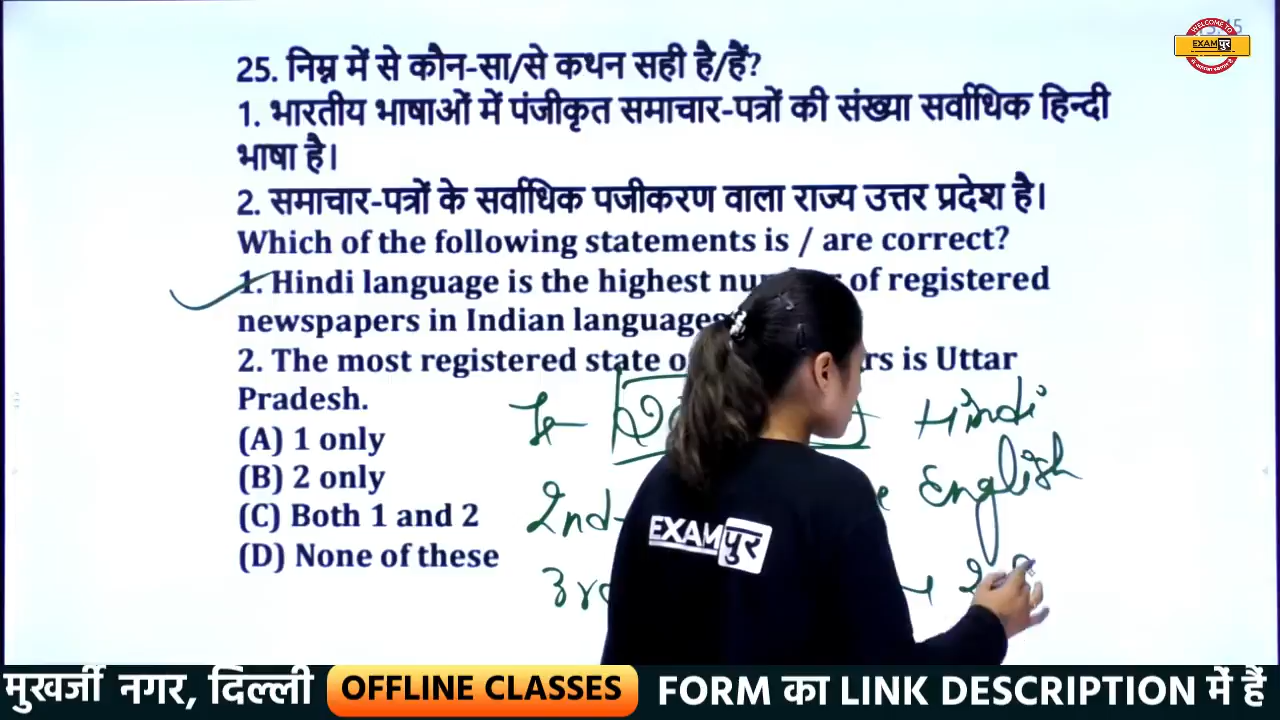 WELCOME TO
EXAMपुर
25. निम्न में से कौन-सा/से कथन सही है/हैं?
1. भारतीय भाषाओं में पंजीकृत समाचार-पत्रों की संख्या सर्वाधिक हिन्दी
भाषा है।
2. समाचार-पत्रों के सर्वाधिक पजीकरण वाला राज्य उत्तर प्रदेश है।
Which of the following statements is / are correct?
1. Hindi language is the highest of registered
newspapers in Indian languages
2. The most registered state is Uttar
Pradesh.
(A) 1 only
(B) 2 only
(C) Both 1 and 2
(D) None of these
Hindi
2nd- English
EXAMपुर
मुखर्जी नगर, दिल्ली OFFLINE CLASSES FORM का LINK DESCRIPTION में हैं